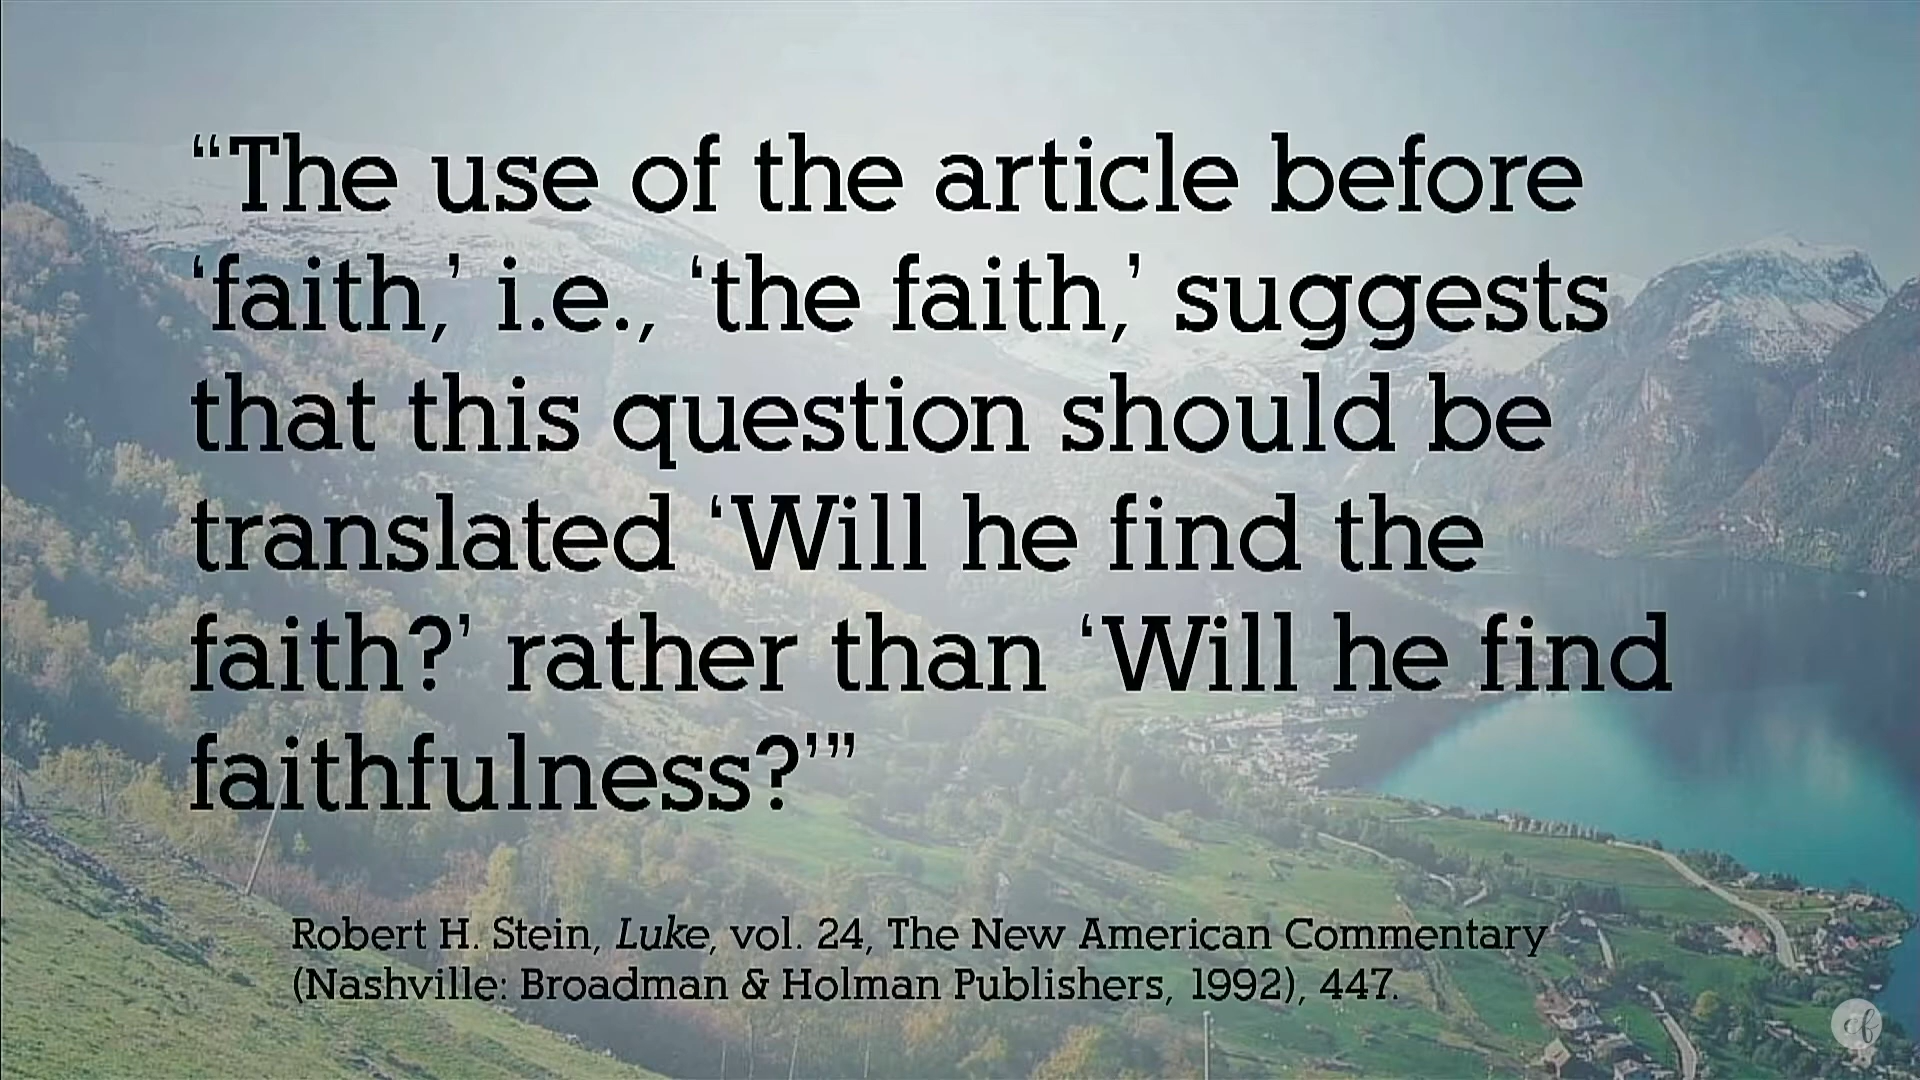 “The use of the article before
‘faith,’ i.e., ‘the faith,’ suggests
that this question should be
translated ‘Will he find the
faith?’ rather than ‘Will he find
faithfulness?’”
Robert H. Stein, Luke, vol. 24, The New American Commentary
(Nashville: Broadman & Holman Publishers, 1992), 447.
cf